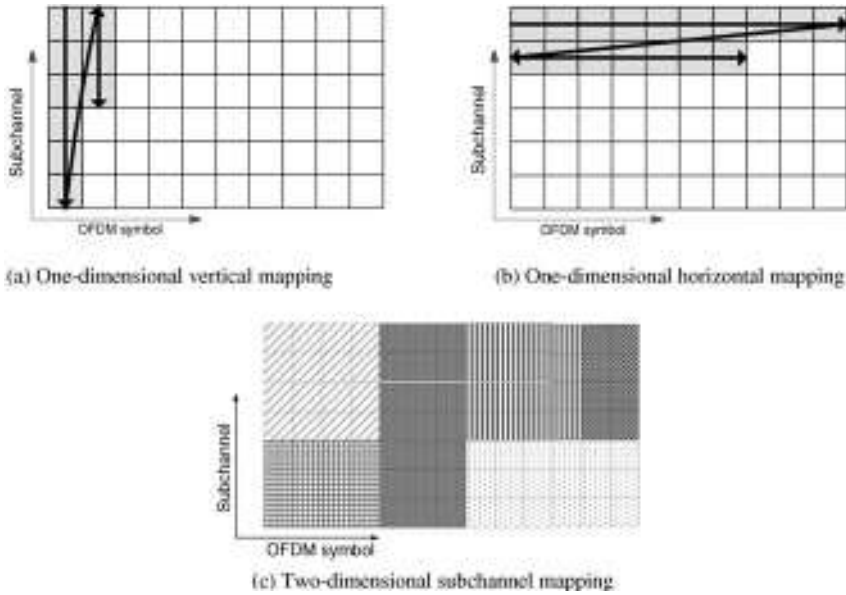 Subchannel
OFDM symbol
(a) One-dimensional vertical mapping
Subchannel
OFDM symbol
(b) One-dimensional horizontal mapping
Subchannel
OFDM symbol
(c) Two-dimensional subchannel mapping